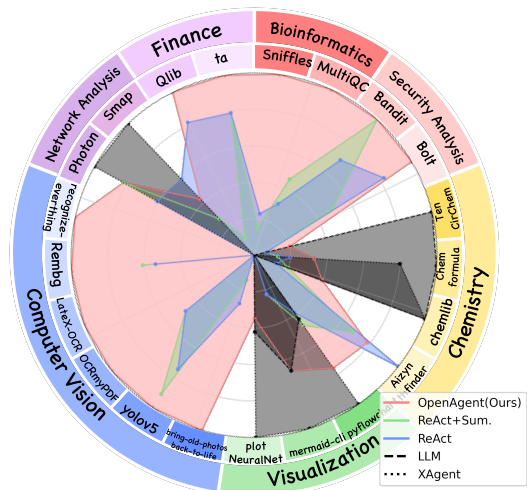 Finance
Bioinformatics
Security Analysis
Chemistry
Visualization
Computer Vision
Network Analysis
Qlib
ta
Sniffles
MultiQC
Bandit
Bolt
Ten
CirChem
Chem
formula
chemlib
Aizyn
finder
pyflow
mermaid-cli
plot
NeuralNet
bring-old-photos
back-to-life
yolov5
OCRmyPDF
LateX-OCR
Rembg
recognize-
everthing
Photon
Smap
OpenAgent(Ours)
ReAct+Sum.
ReAct
LLM
XAgent